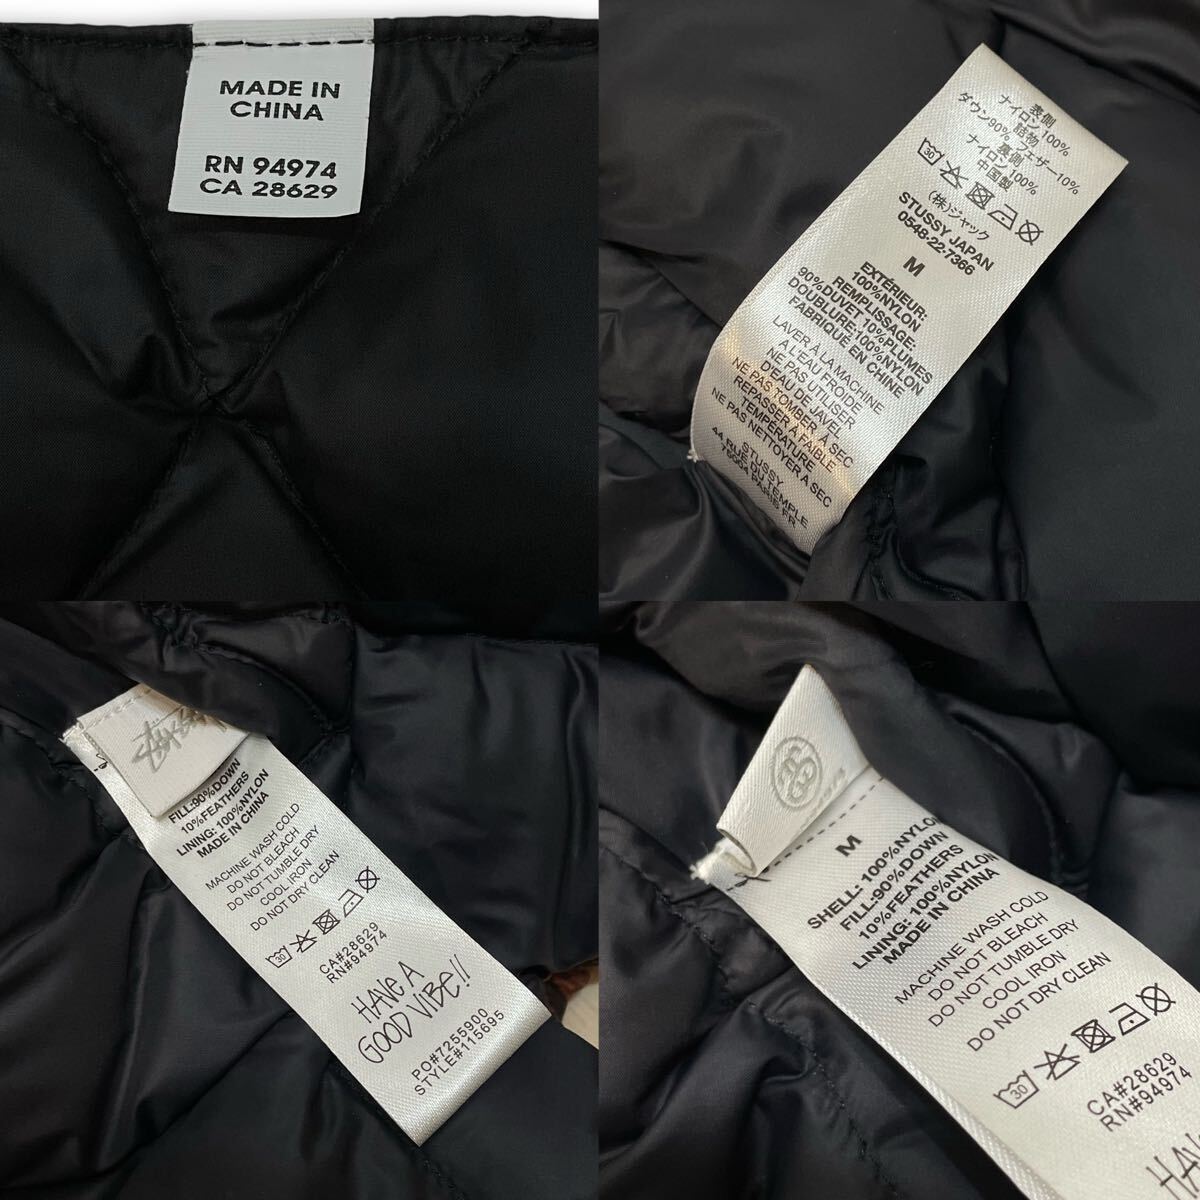 MADE IN
CHINA
RN 94974
CA 28629
表側
ナイロン100%
詰物
ダウン90% フェザー10%
裏側
ナイロン100%
中国製
30
(株)ジャック
STUSSY JAPAN
0548-22-7366
M
EXTÉRIEUR:
100%NYLON
REMPLISSAGE:
90%DUVET 10%PLUMES
DOUBLURE:100%NYLON
FABRIQUE EN CHINE
LAVER À LA MACHINE
A L'EAU FROIDE
NE PAS UTILISER
D'EAU DE JAVEL
NE PAS TOMBER A SEC
REPASSER A FAIBLE
TEMPÉRATURE
NE PAS NETTOYER A SEC
STUSSY
44 RUE DU TEMPLE
75004 PARIS FR
FILL-90%DOWN
10%FEATHERS
LINING: 100%NYLON
MADE IN CHINA
MACHINE WASH COLD
DO NOT BLEACH
DO NOT TUMBLE DRY
COOL IRON
DO NOT DRY CLEAN
30
CA#28629
RN#94974
HAVE A
GOOD VIBE!!
PO#7255900
STYLE#115695
M
SHELL- 100%NYLON
FILL-90%DOWN
10%FEATHERS
LINING: 100%NYLON
MADE IN CHINA
MACHINE WASH COLD
DO NOT BLEACH
DO NOT TUMBLE DRY
COOL IRON
DO NOT DRY CLEAN
30
CA#28629
RN#94974
HAV